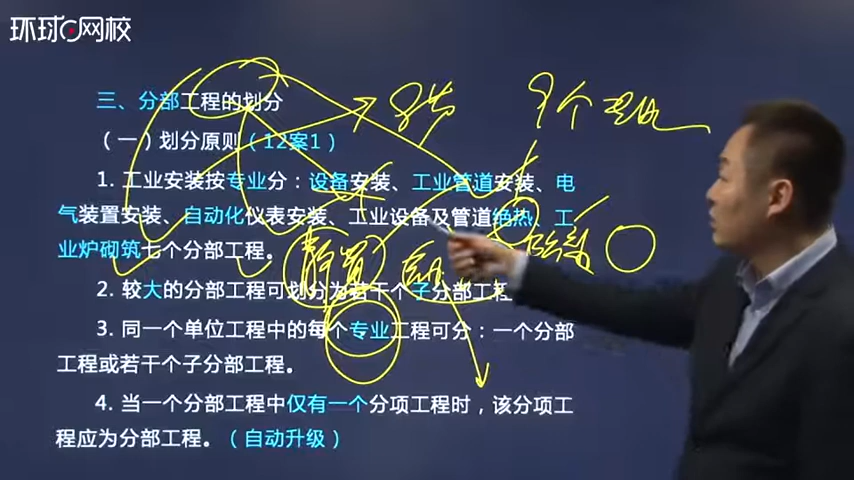 环球网校
三、分部工程的划分
（一）划分原则（12案1）
1. 工业安装按专业分：设备安装、工业管道安装、电
气装置安装、自动化仪表安装、工业设备及管道绝热、工
业炉砌筑七个分部工程。
2. 较大的分部工程可划分为若干个子分部工程
3. 同一个单位工程中的每个专业工程可分：一个分部
工程或若干个子分部工程。
4. 当一个分部工程中仅有一个分项工程时，该分项工
程应为分部工程。（自动升级）
静置